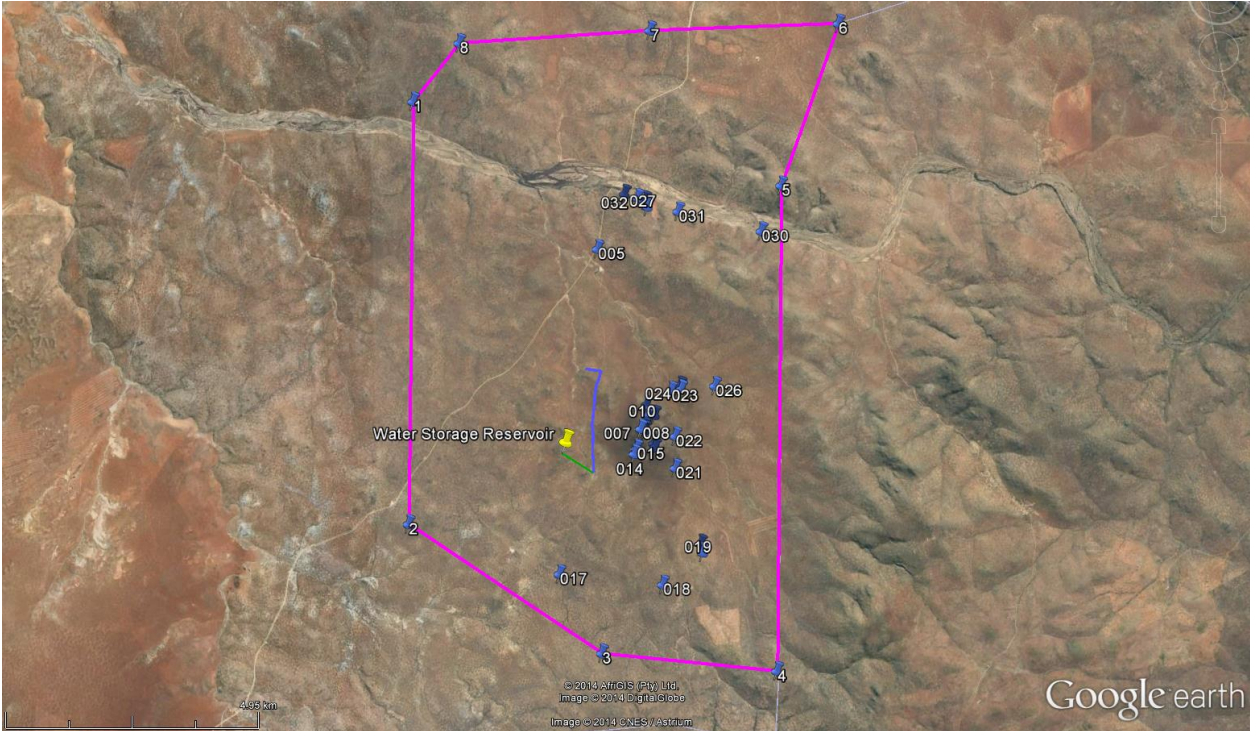 6
7
8
1
5
032 027
031
030
005
024 023 026
010
Water Storage Reservoir
007 008 022
015
014 021
2
019
017
018
3
4
© 2014 AfriGIS (Pty) Ltd.
Image © 2014 DigitalGlobe
Image © 2014 CNES / Astrium
4.95 km
Google earth